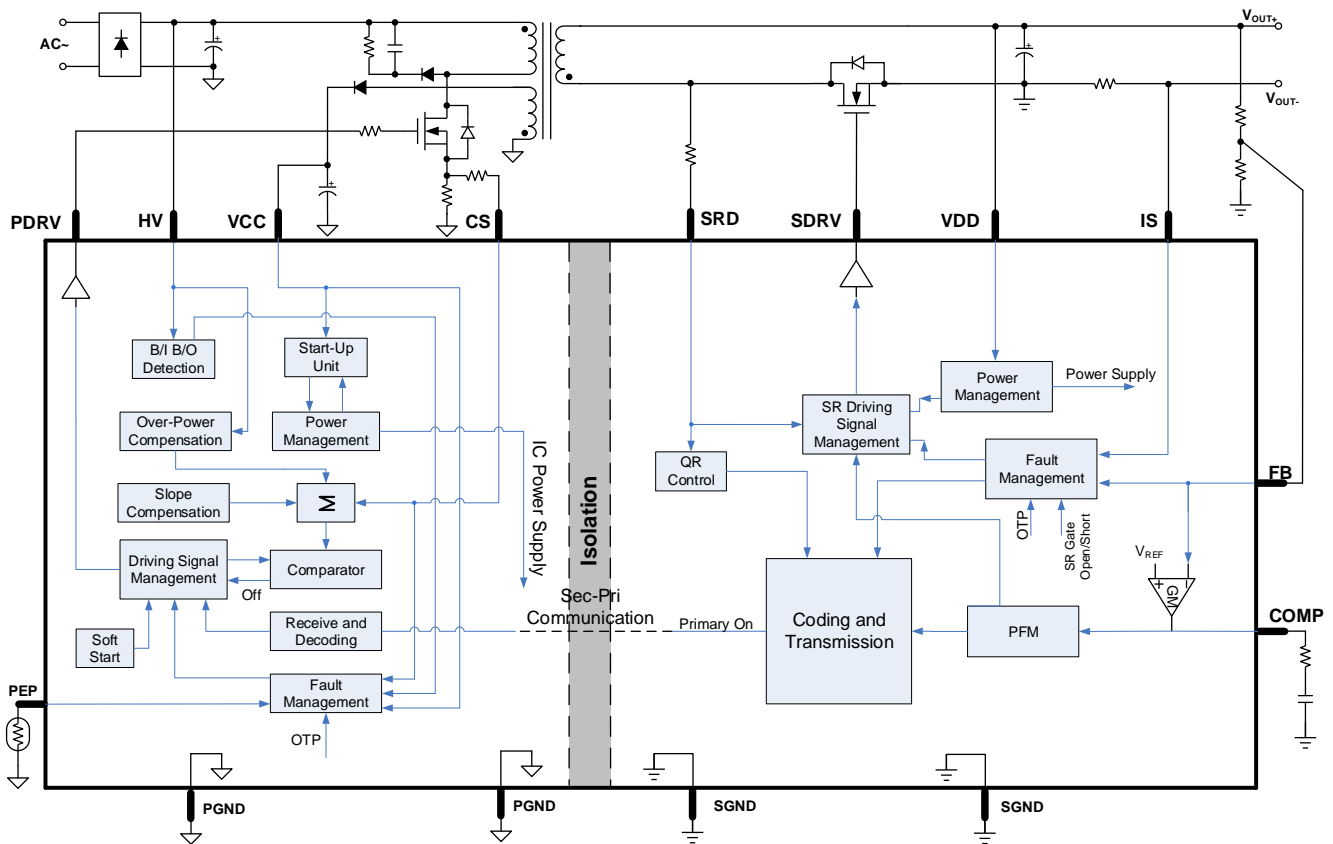 AC~
VOUT+
VOUT-
PDRV
HV
VCC
CS
SRD
SDRV
VDD
IS
B/I B/O
Detection
Start-Up
Unit
Over-Power
Compensation
Power
Management
Slope
Compensation
M
Driving Signal
Management
Comparator
Off
Receive and
Decoding
Soft
Start
Fault
Management
OTP
PEP
IC Power Supply
Isolation
Sec-Pri
Communication
Primary On
Power
Management
Power Supply
SR Driving
Signal
Management
QR
Control
Fault
Management
OTP
SR Gate
Open/Short
FB
VREF
+
−
GM
Coding and
Transmission
PFM
COMP
PGND
PGND
SGND
SGND